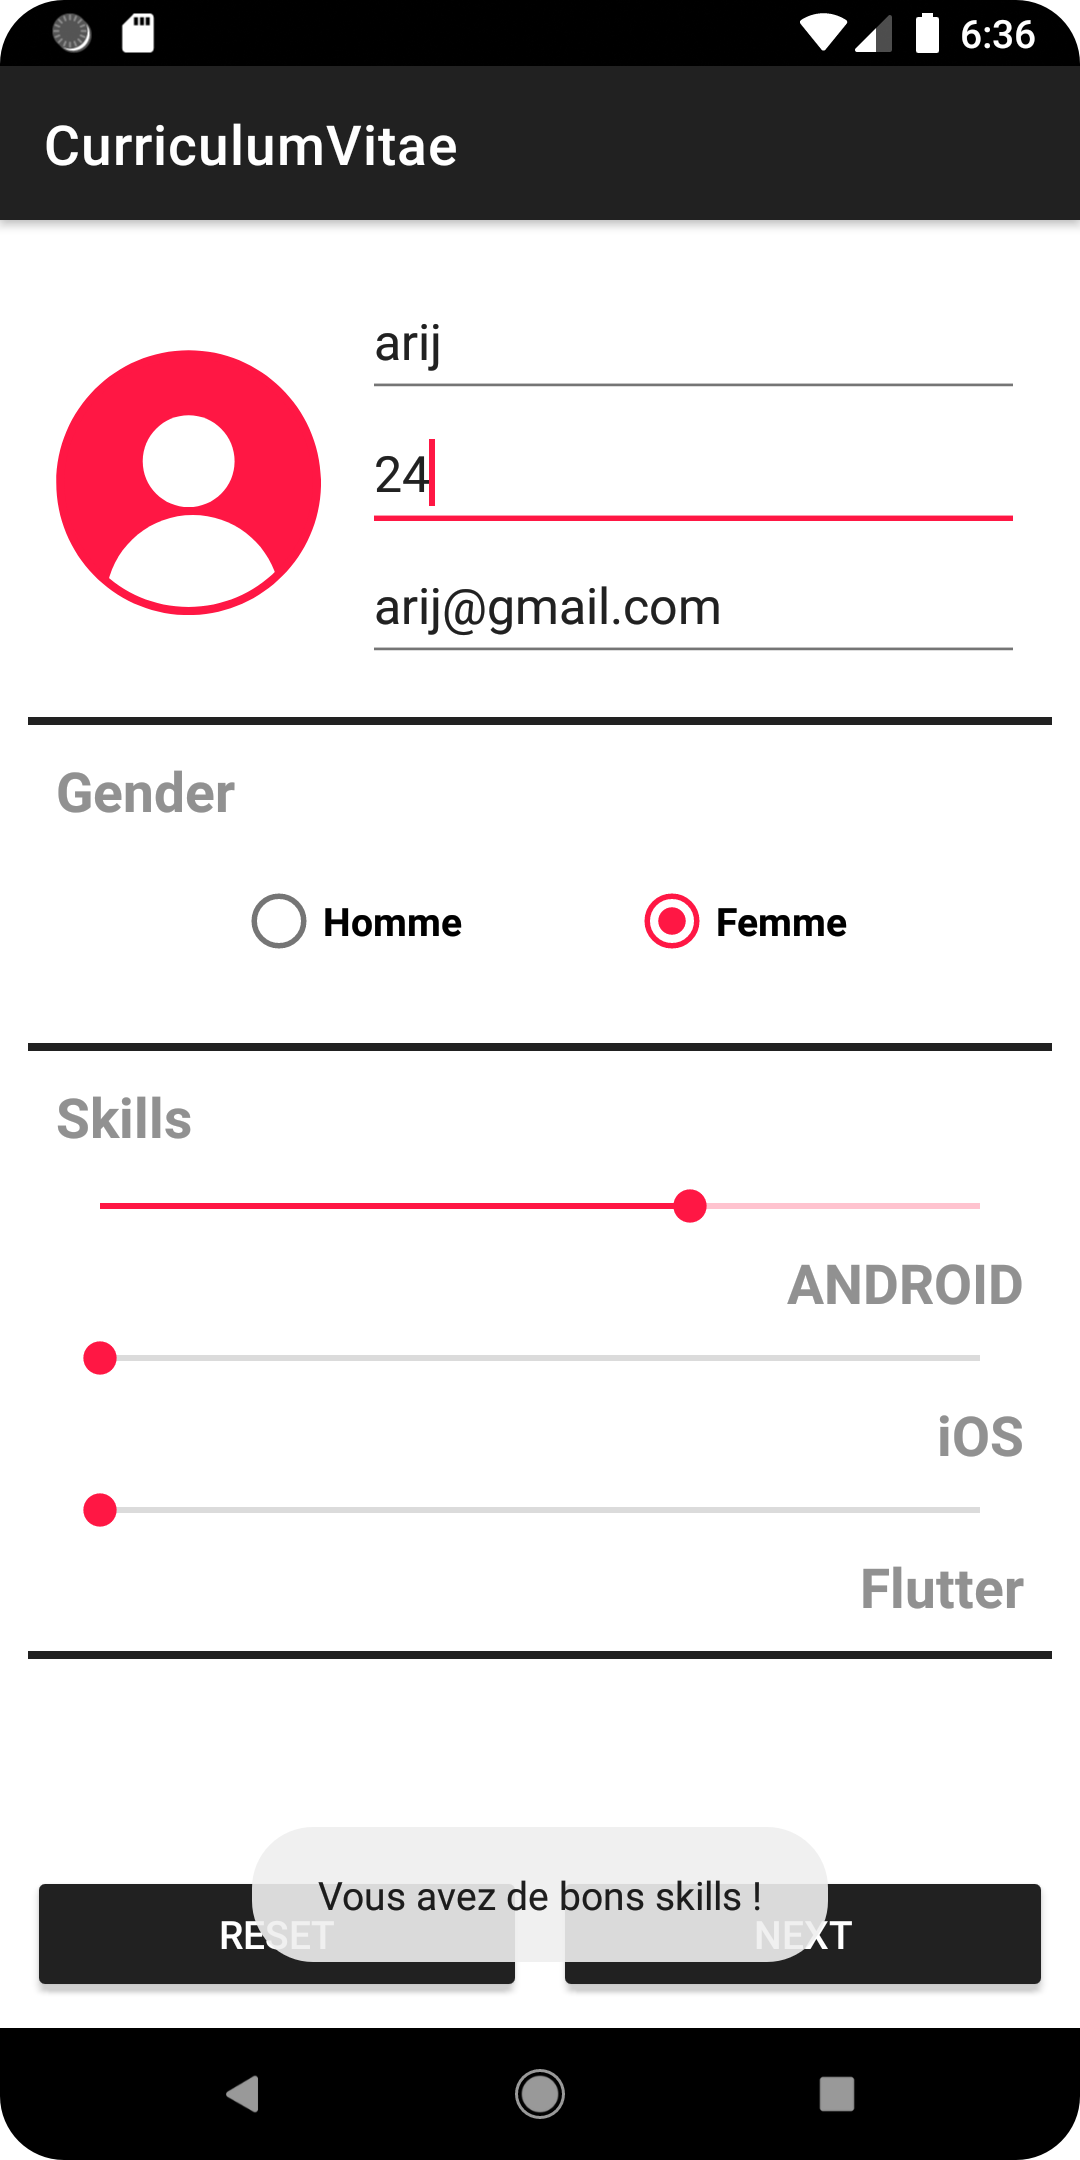 6:36
CurriculumVitae
arij
24
arij@gmail.com
Gender
Homme
Femme
Skills
ANDROID
iOS
Flutter
Vous avez de bons skills !
RESET
NEXT